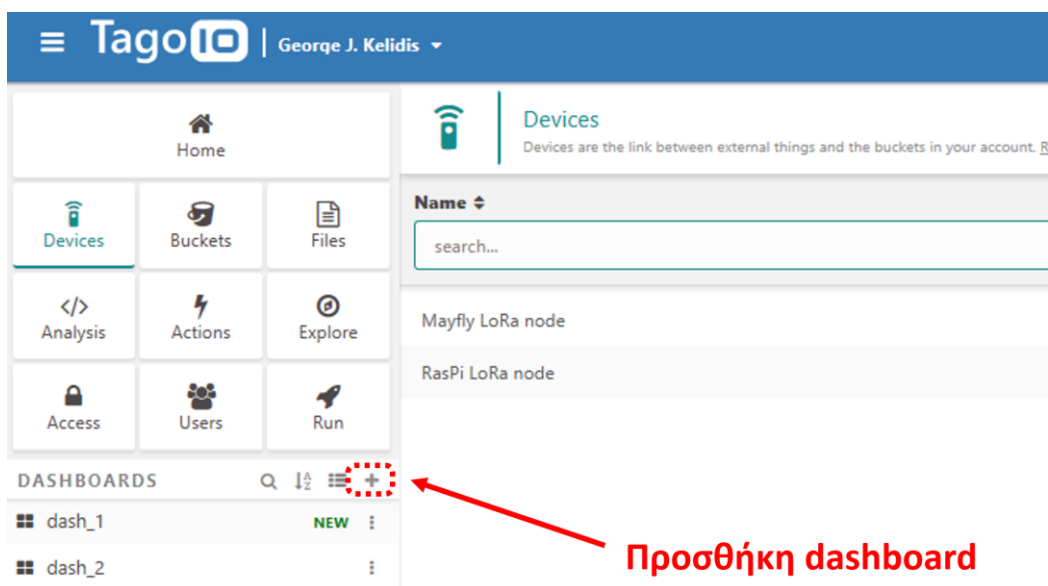 TagoIO George J. Kelidis
Home
Devices
Devices are the link between external things and the buckets in your account. R
Devices Buckets Files
Name
search...
Analysis Actions Explore
Mayfly LoRa node
RasPi LoRa node
Access Users Run
DASHBOARDS
dash_1 NEW
dash_2
Προσθήκη dashboard